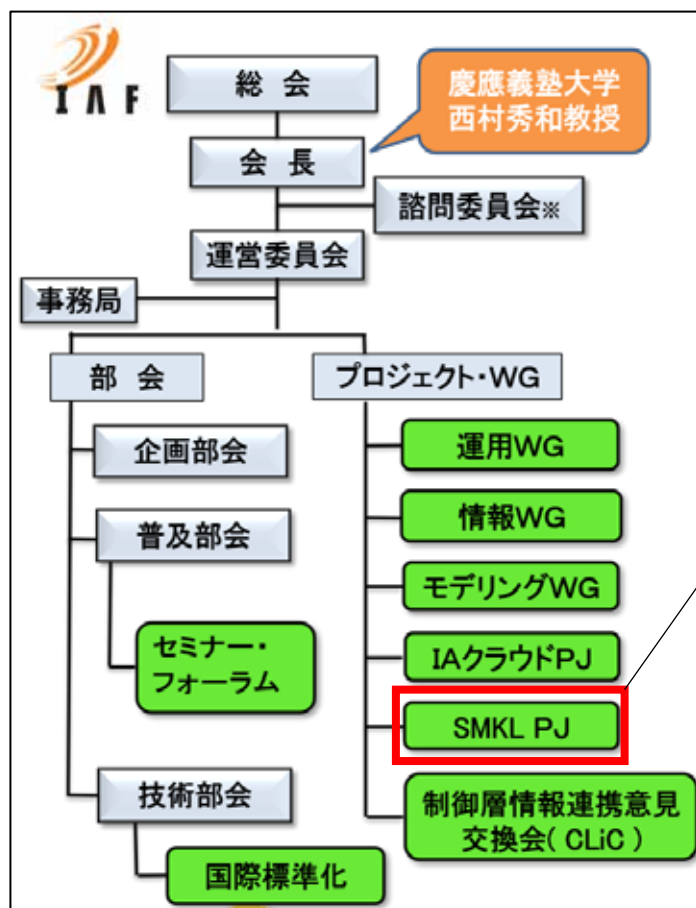 IAF
総 会
慶應義塾大学
西村秀和教授
会 長
諮問委員会※
運営委員会
事務局
部 会
プロジェクト・WG
企画部会
運用WG
普及部会
情報WG
モデリングWG
セミナー・
フォーラム
IAクラウドPJ
SMKL PJ
技術部会
制御層情報連携意見
交換会( CLiC )
国際標準化